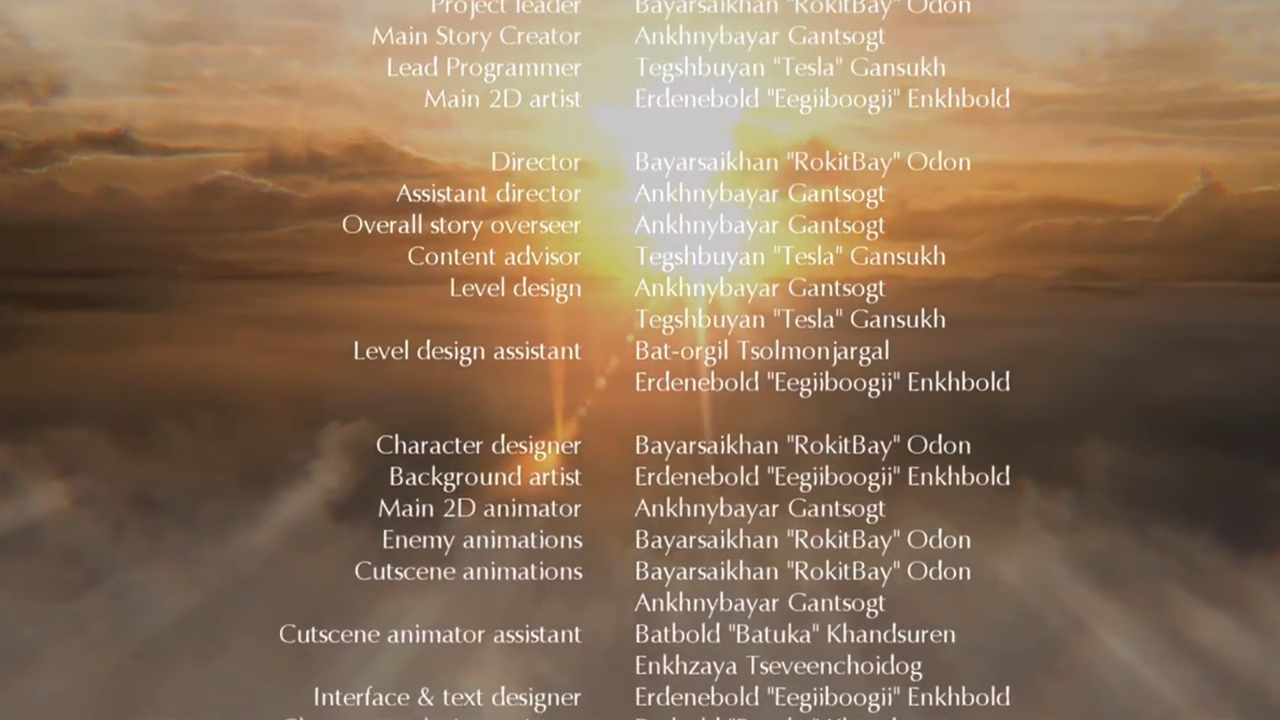 Project leader Bayarsaikhan "RokitBay" Odon
Main Story Creator Ankhnybayar Gantsogt
Lead Programmer Tegshbuyan "Tesla" Gansukh
Main 2D artist Erdenebold "Eegiiboogii" Enkhbold
Director Bayarsaikhan "RokitBay" Odon
Assistant director Ankhnybayar Gantsogt
Overall story overseer Ankhnybayar Gantsogt
Content advisor Tegshbuyan "Tesla" Gansukh
Level design Ankhnybayar Gantsogt
Tegshbuyan "Tesla" Gansukh
Level design assistant Bat-orgil Tsolmonjargal
Erdenebold "Eegiiboogii" Enkhbold
Character designer Bayarsaikhan "RokitBay" Odon
Background artist Erdenebold "Eegiiboogii" Enkhbold
Main 2D animator Ankhnybayar Gantsogt
Enemy animations Bayarsaikhan "RokitBay" Odon
Cutscene animations Bayarsaikhan "RokitBay" Odon
Ankhnybayar Gantsogt
Cutscene animator assistant Batbold "Batuka" Khandsuren
Enkhzaya Tseveenchoidog
Interface & text designer Erdenebold "Eegiiboogii" Enkhbold